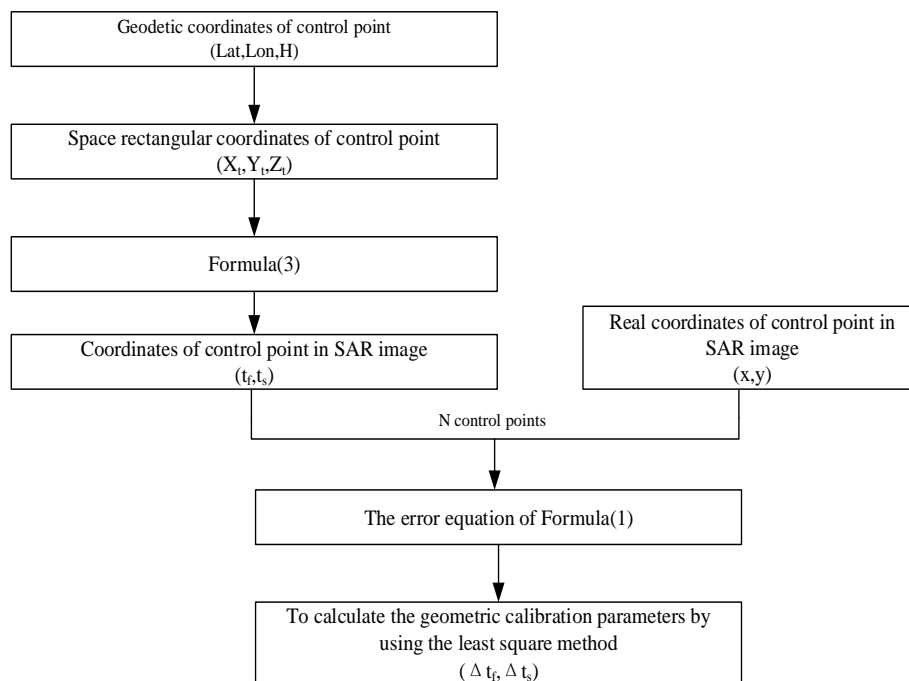 Geodetic coordinates of control point
(Lat,Lon,H)
Space rectangular coordinates of control point
(Xt,Yt,Zt)
Formula(3)
Coordinates of control point in SAR image
(tf,ts)
Real coordinates of control point in
SAR image
(x,y)
N control points
The error equation of Formula(1)
To calculate the geometric calibration parameters by
using the least square method
(Δtf,Δts)